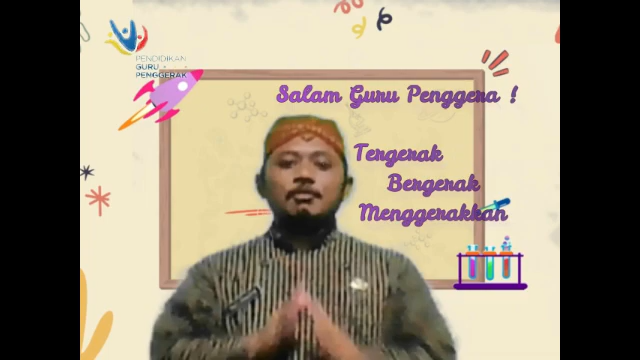 PENDIDIKAN
GURU
PENGGERAK
Salam Guru Penggera !
Tergerak
Bergerak
Menggerakkan